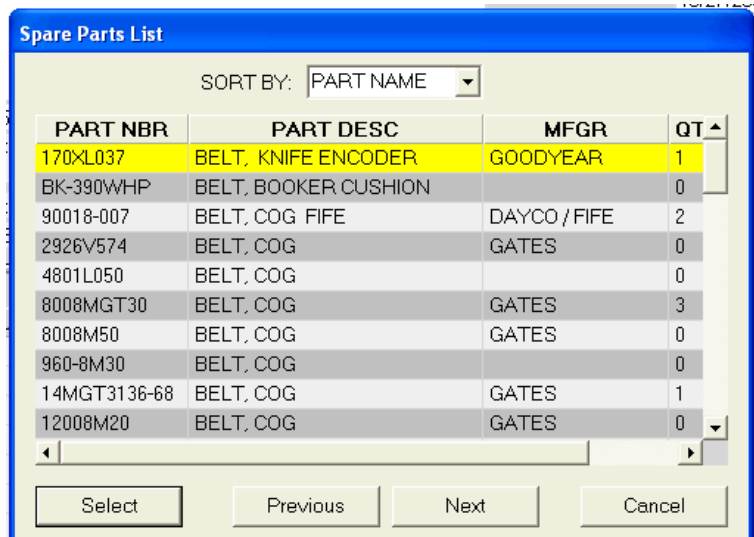 Spare Parts List
SORT BY: PART NAME
PART NBR PART DESC MFGR QT
170XL037 BELT, KNIFE ENCODER GOODYEAR 1
BK-390WHP BELT, BOOKER CUSHION 0
90018-007 BELT, COG FIFE DAYCO / FIFE 2
2926V574 BELT, COG GATES 0
4801L050 BELT, COG 0
8008MGT30 BELT, COG GATES 3
8008M50 BELT, COG GATES 0
960-8M30 BELT, COG 0
14MGT3136-68 BELT, COG GATES 1
12008M20 BELT, COG GATES 0
Select Previous Next Cancel